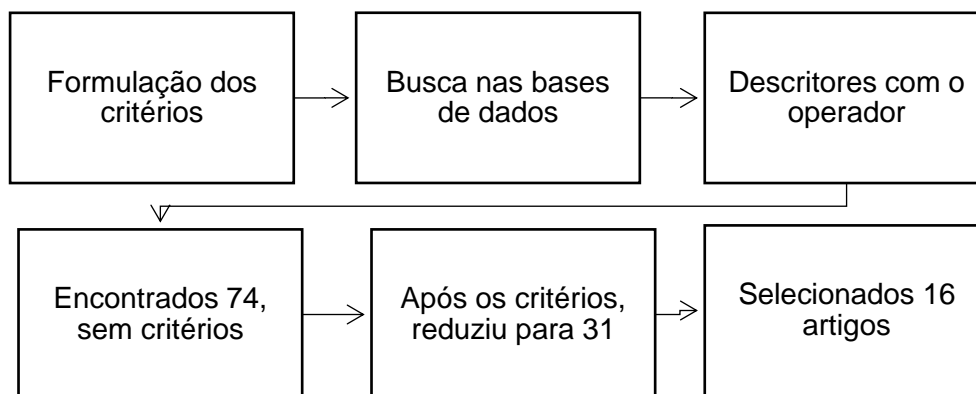 Formulação dos
critérios
Busca nas bases
de dados
Descritores com o
operador
Encontrados 74,
sem critérios
Após os critérios,
reduziu para 31
Selecionados 16
artigos